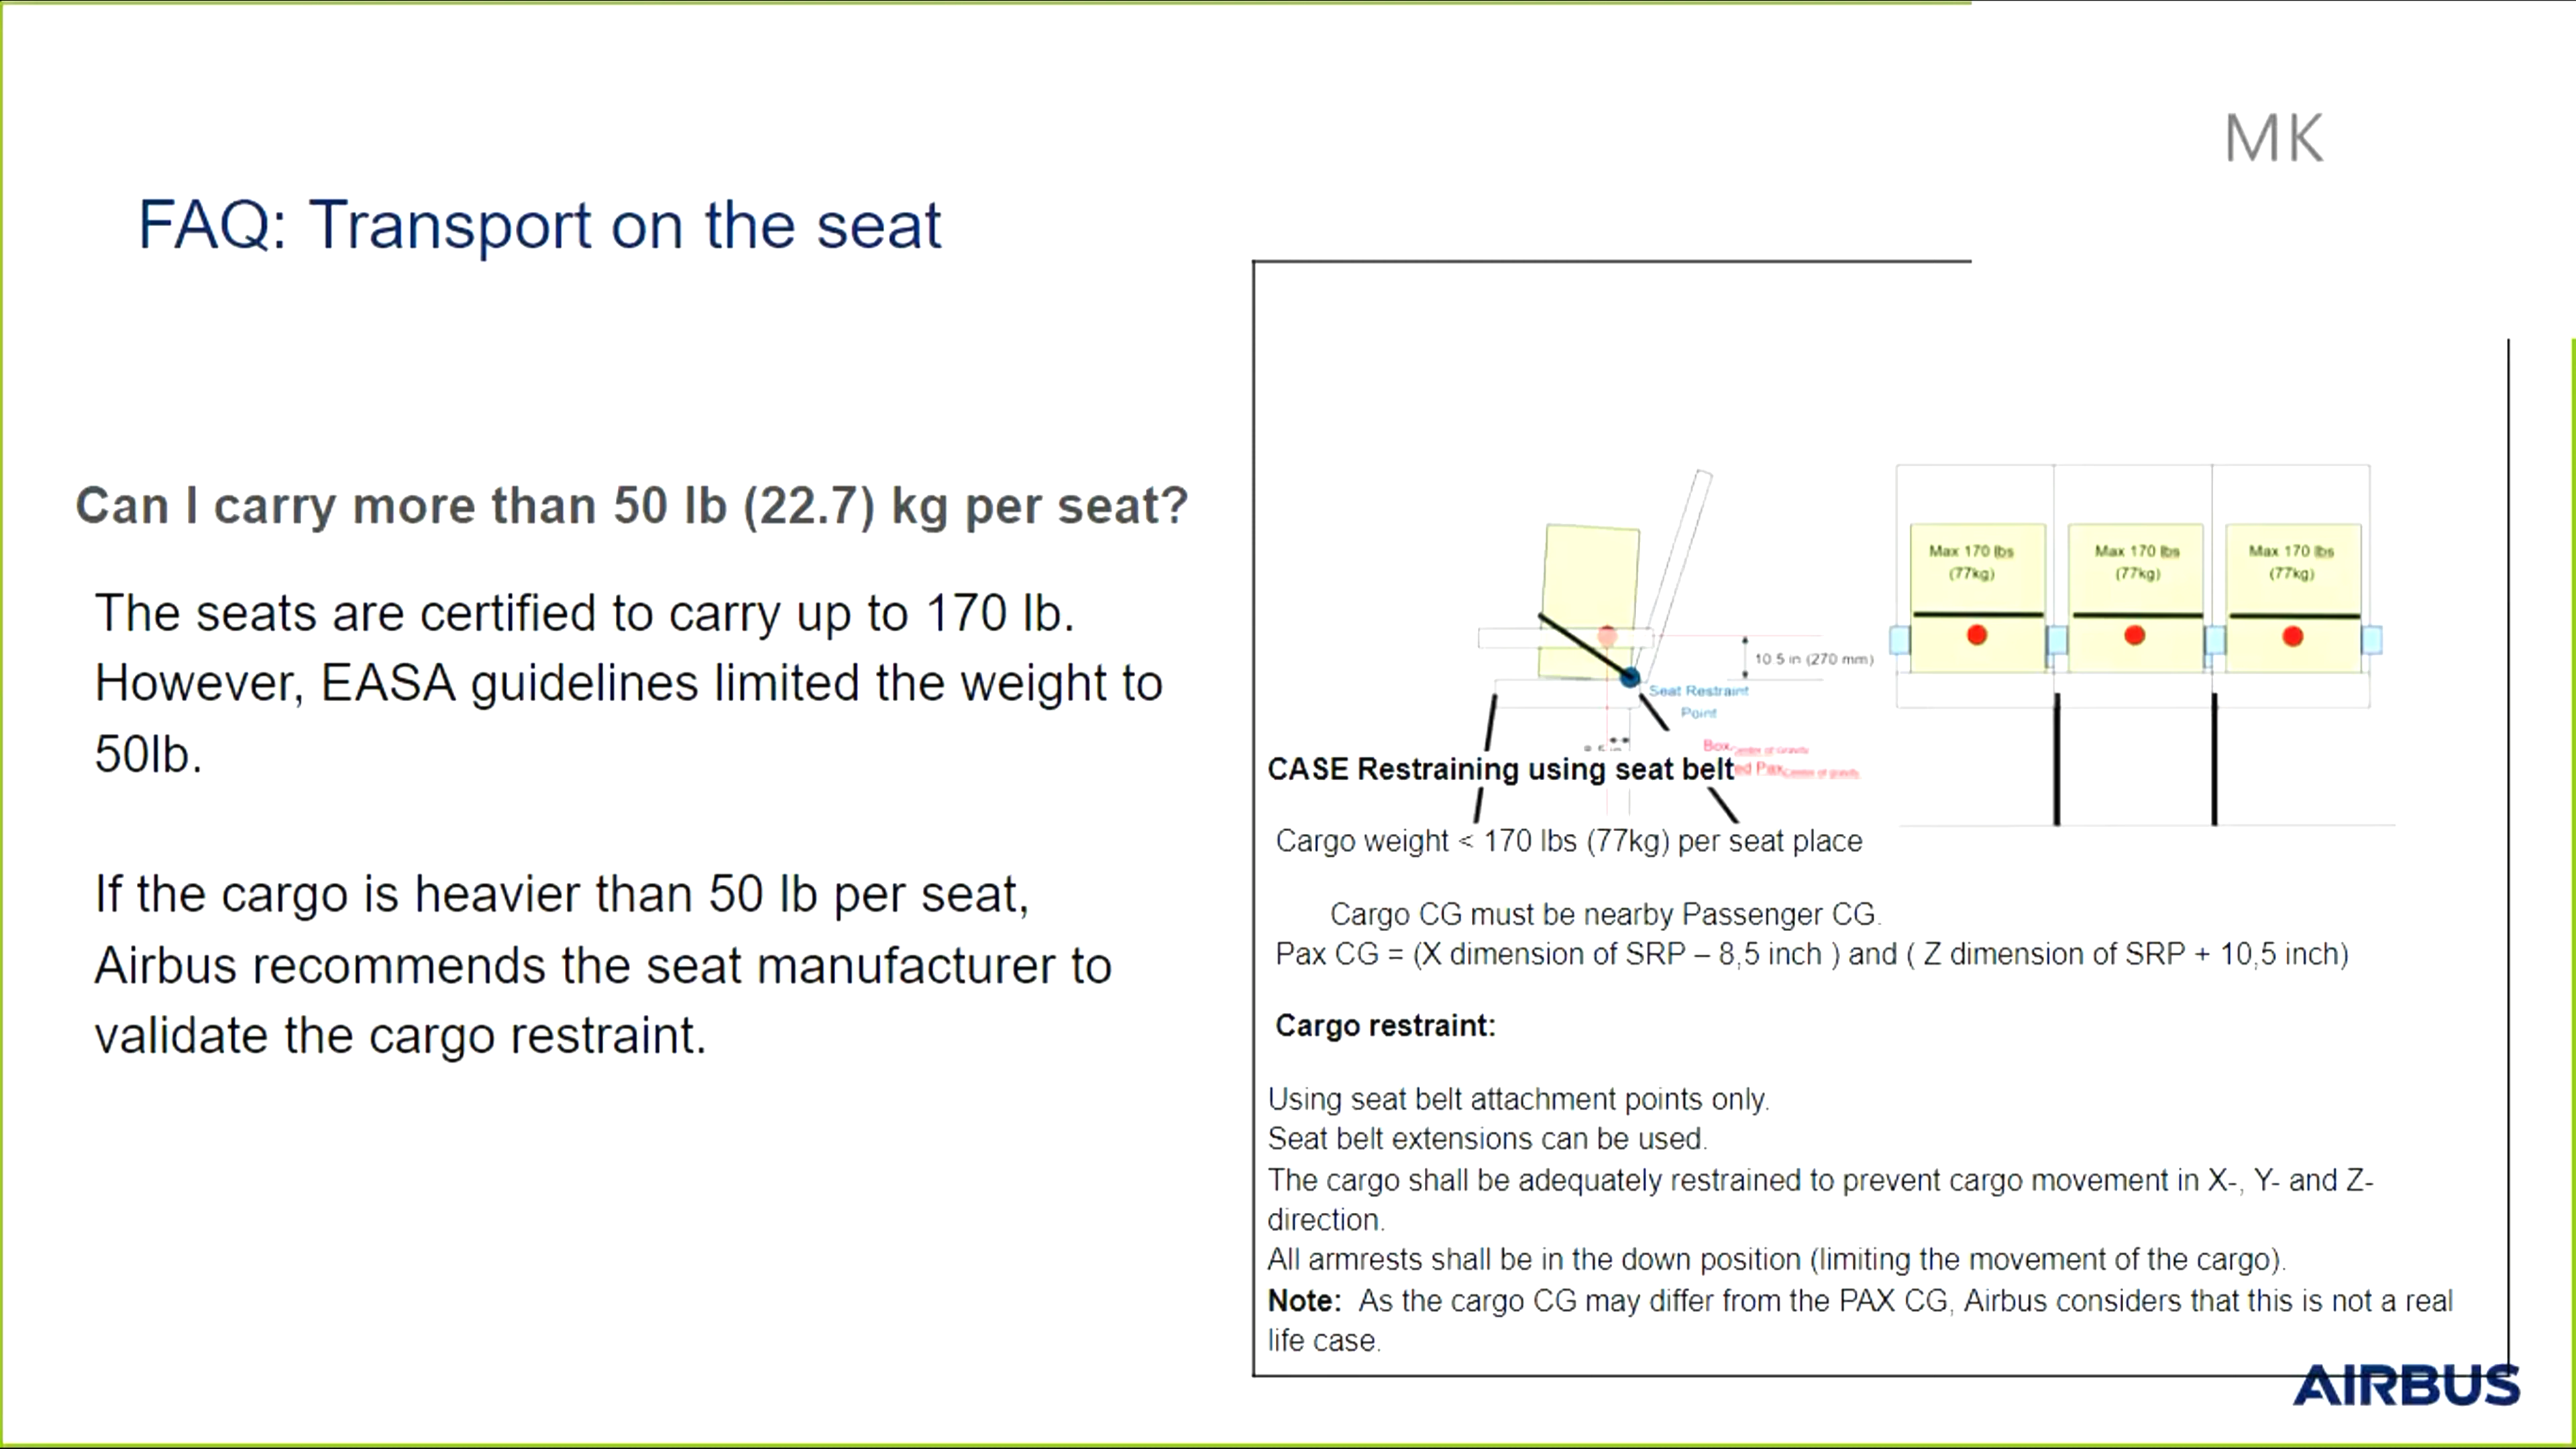 MK
FAQ: Transport on the seat
Can I carry more than 50 lb (22.7) kg per seat?
The seats are certified to carry up to 170 lb.
However, EASA guidelines limited the weight to
50lb.
If the cargo is heavier than 50 lb per seat,
Airbus recommends the seat manufacturer to
validate the cargo restraint.
Max 170 lbs
(77kg)
Max 170 lbs
(77kg)
Max 170 lbs
(77kg)
10.5 in (270 mm)
Seat Restraint
Point
Box Center of Gravity
CASE Restraining using seat belt
ed Pax Center of gravity
Cargo weight < 170 lbs (77kg) per seat place
Cargo CG must be nearby Passenger CG.
Pax CG = (X dimension of SRP – 8,5 inch ) and ( Z dimension of SRP + 10,5 inch)
Cargo restraint:
Using seat belt attachment points only.
Seat belt extensions can be used.
The cargo shall be adequately restrained to prevent cargo movement in X-, Y- and Z-
direction.
All armrests shall be in the down position (limiting the movement of the cargo).
Note: As the cargo CG may differ from the PAX CG, Airbus considers that this is not a real
life case.
AIRBUS